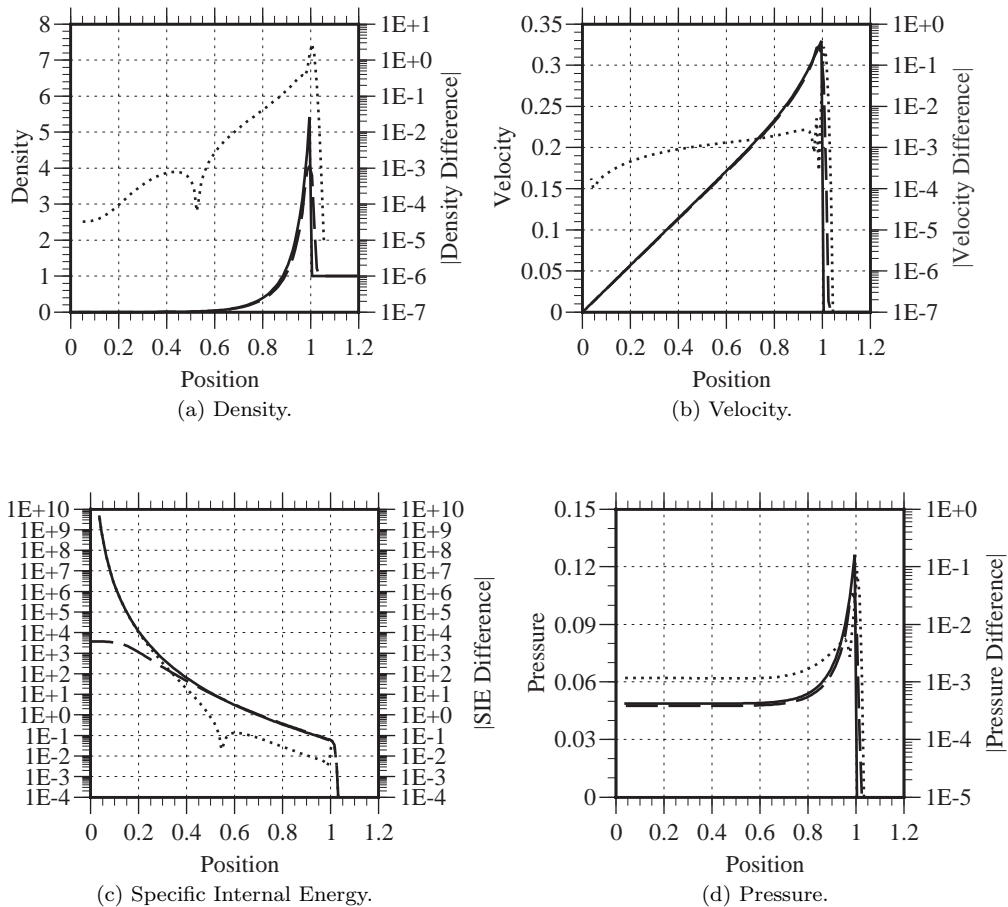 8
7
6
5
4
3
2
1
0
Density
1E+1
1E+0
1E-1
1E-2
1E-3
1E-4
1E-5
1E-6
1E-7
|Density Difference|
0 0.2 0.4 0.6 0.8 1 1.2
Position
(a) Density.
0.35
0.3
0.25
0.2
0.15
0.1
0.05
0
Velocity
1E+0
1E-1
1E-2
1E-3
1E-4
1E-5
1E-6
1E-7
|Velocity Difference|
0 0.2 0.4 0.6 0.8 1 1.2
Position
(b) Velocity.
1E+10
1E+9
1E+8
1E+7
1E+6
1E+5
1E+4
1E+3
1E+2
1E+1
1E+0
1E-1
1E-2
1E-3
1E-4
1E+10
1E+9
1E+8
1E+7
1E+6
1E+5
1E+4
1E+3
1E+2
1E+1
1E+0
1E-1
1E-2
1E-3
1E-4
|SIE Difference|
0 0.2 0.4 0.6 0.8 1 1.2
Position
(c) Specific Internal Energy.
0.15
0.12
0.09
0.06
0.03
0
Pressure
1E+0
1E-1
1E-2
1E-3
1E-4
1E-5
|Pressure Difference|
0 0.2 0.4 0.6 0.8 1 1.2
Position
(d) Pressure.